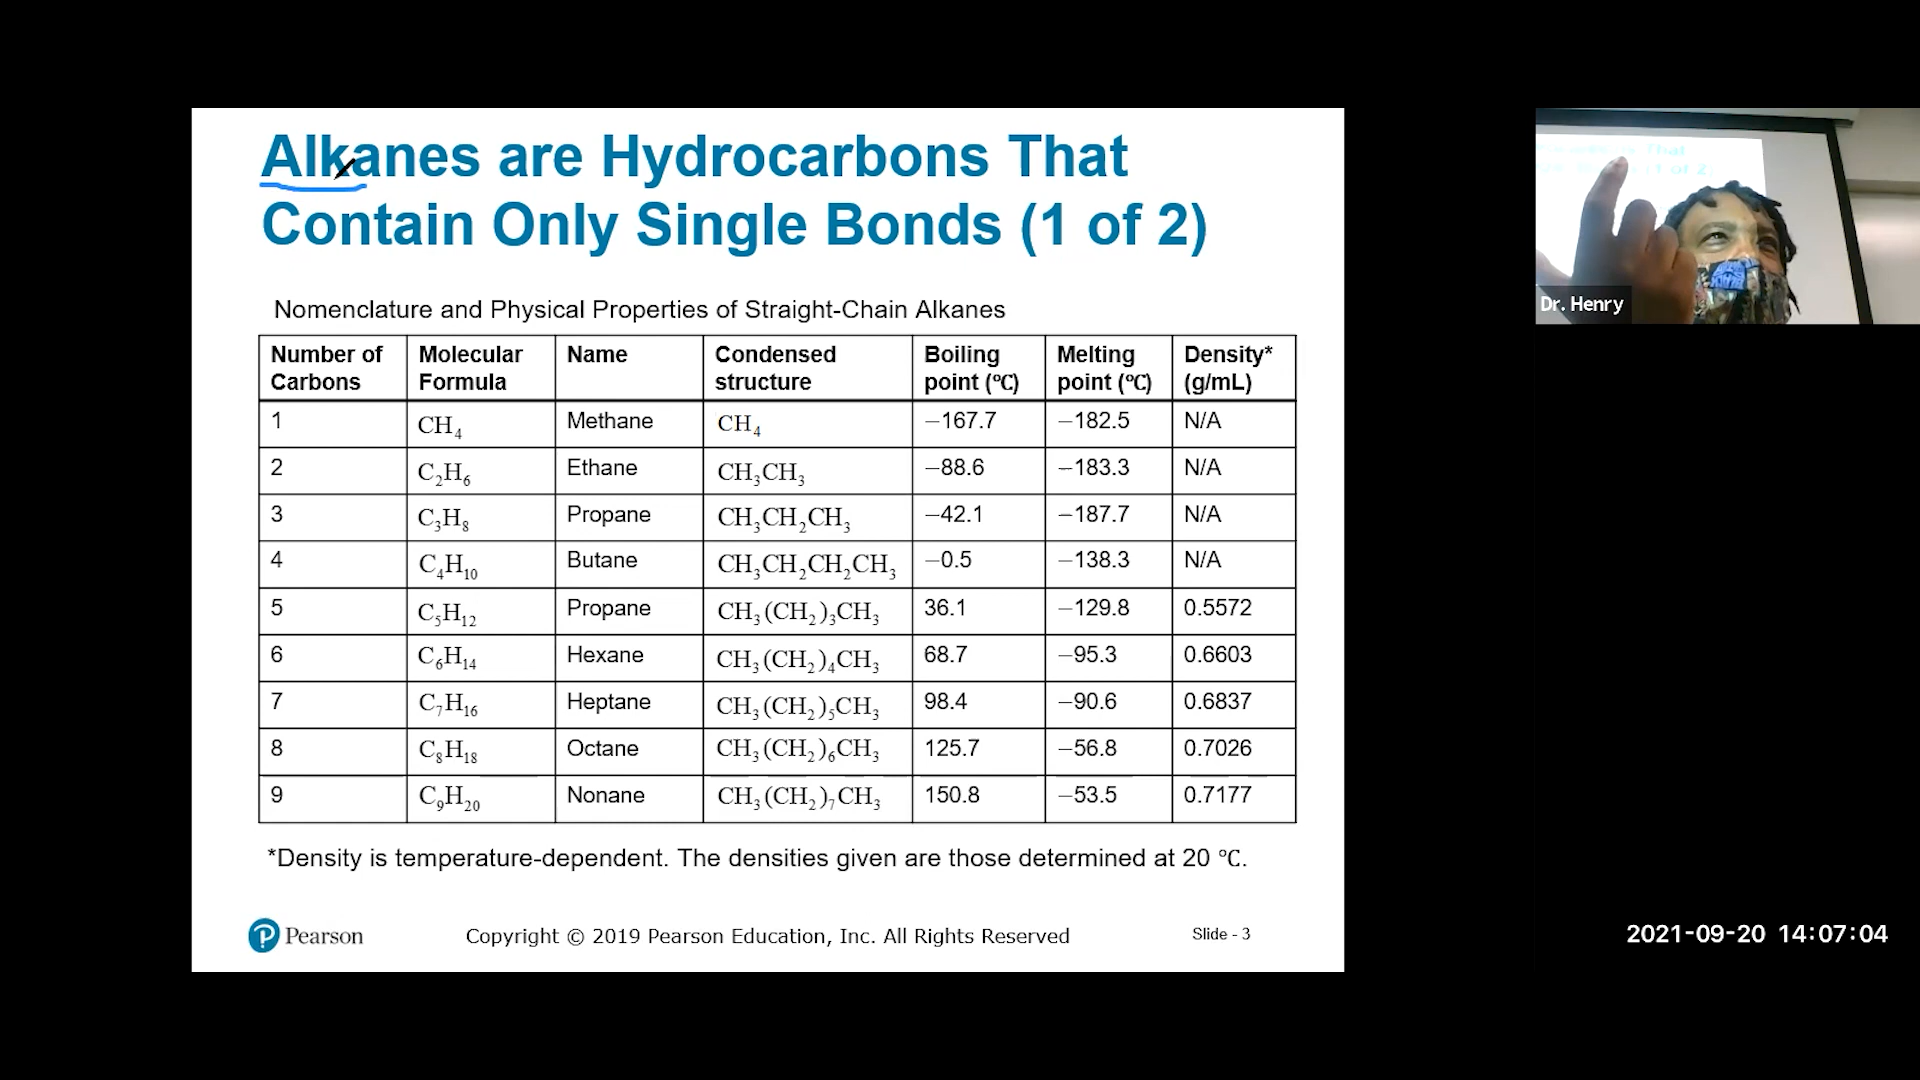 Alkanes are Hydrocarbons That
Contain Only Single Bonds (1 of 2)
Nomenclature and Physical Properties of Straight-Chain Alkanes
Number of Carbons Molecular Formula Name Condensed structure Boiling point (°C) Melting point (°C) Density* (g/mL)
1 CH₄ Methane CH₄ −167.7 −182.5 N/A
2 C₂H₆ Ethane CH₃CH₃ −88.6 −183.3 N/A
3 C₃H₈ Propane CH₃CH₂CH₃ −42.1 −187.7 N/A
4 C₄H₁₀ Butane CH₃CH₂CH₂CH₃ −0.5 −138.3 N/A
5 C₅H₁₂ Propane CH₃(CH₂)₃CH₃ 36.1 −129.8 0.5572
6 C₆H₁₄ Hexane CH₃(CH₂)₄CH₃ 68.7 −95.3 0.6603
7 C₇H₁₆ Heptane CH₃(CH₂)₅CH₃ 98.4 −90.6 0.6837
8 C₈H₁₈ Octane CH₃(CH₂)₆CH₃ 125.7 −56.8 0.7026
9 C₉H₂₀ Nonane CH₃(CH₂)₇CH₃ 150.8 −53.5 0.7177
*Density is temperature-dependent. The densities given are those determined at 20 °C.
Pearson
Copyright © 2019 Pearson Education, Inc. All Rights Reserved
Slide - 3
That
(1 of 2)
Dr. Henry
2021-09-20 14:07:04